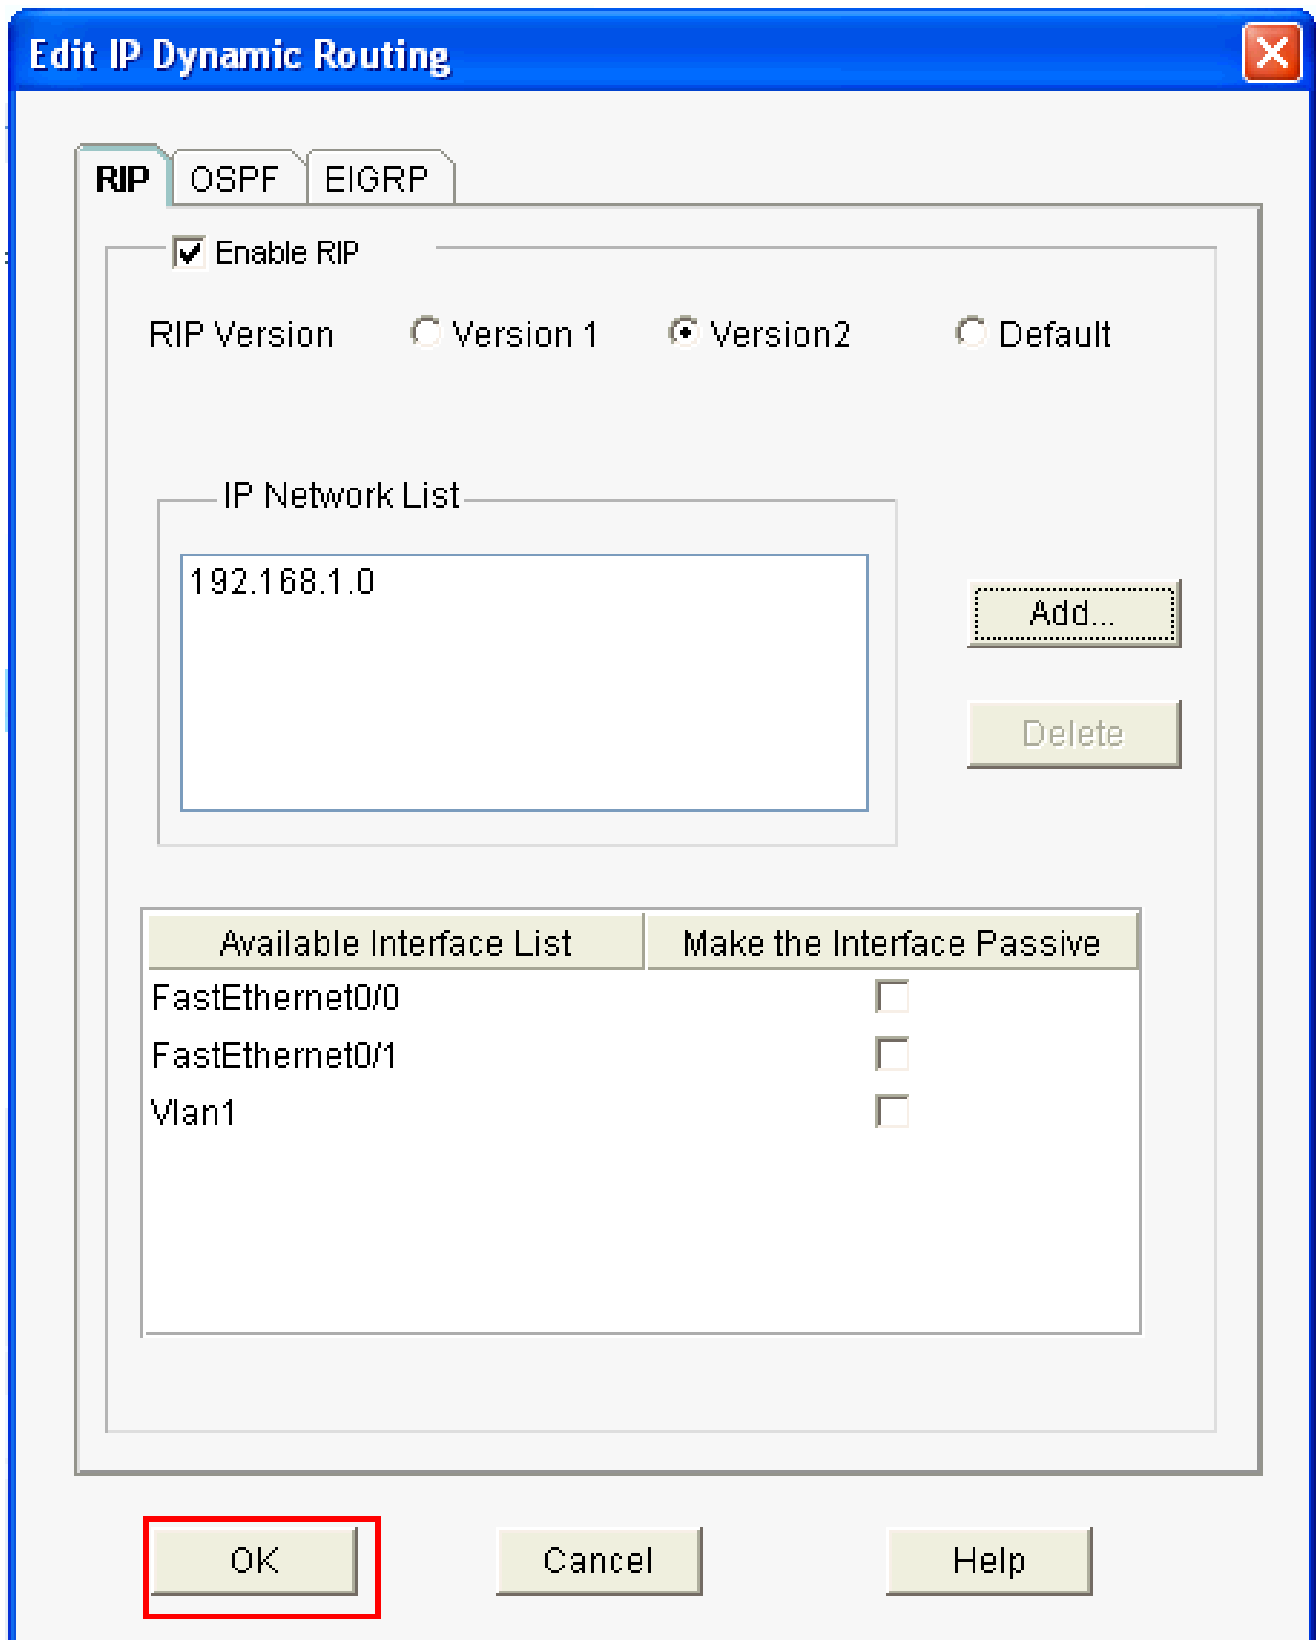 Edit IP Dynamic Routing
RIP OSPF EIGRP
Enable RIP
RIP Version Version 1 Version2 Default
IP Network List
192.168.1.0
Add...
Delete
Available Interface List Make the Interface Passive
FastEthernet0/0
FastEthernet0/1
Vlan1
OK Cancel Help